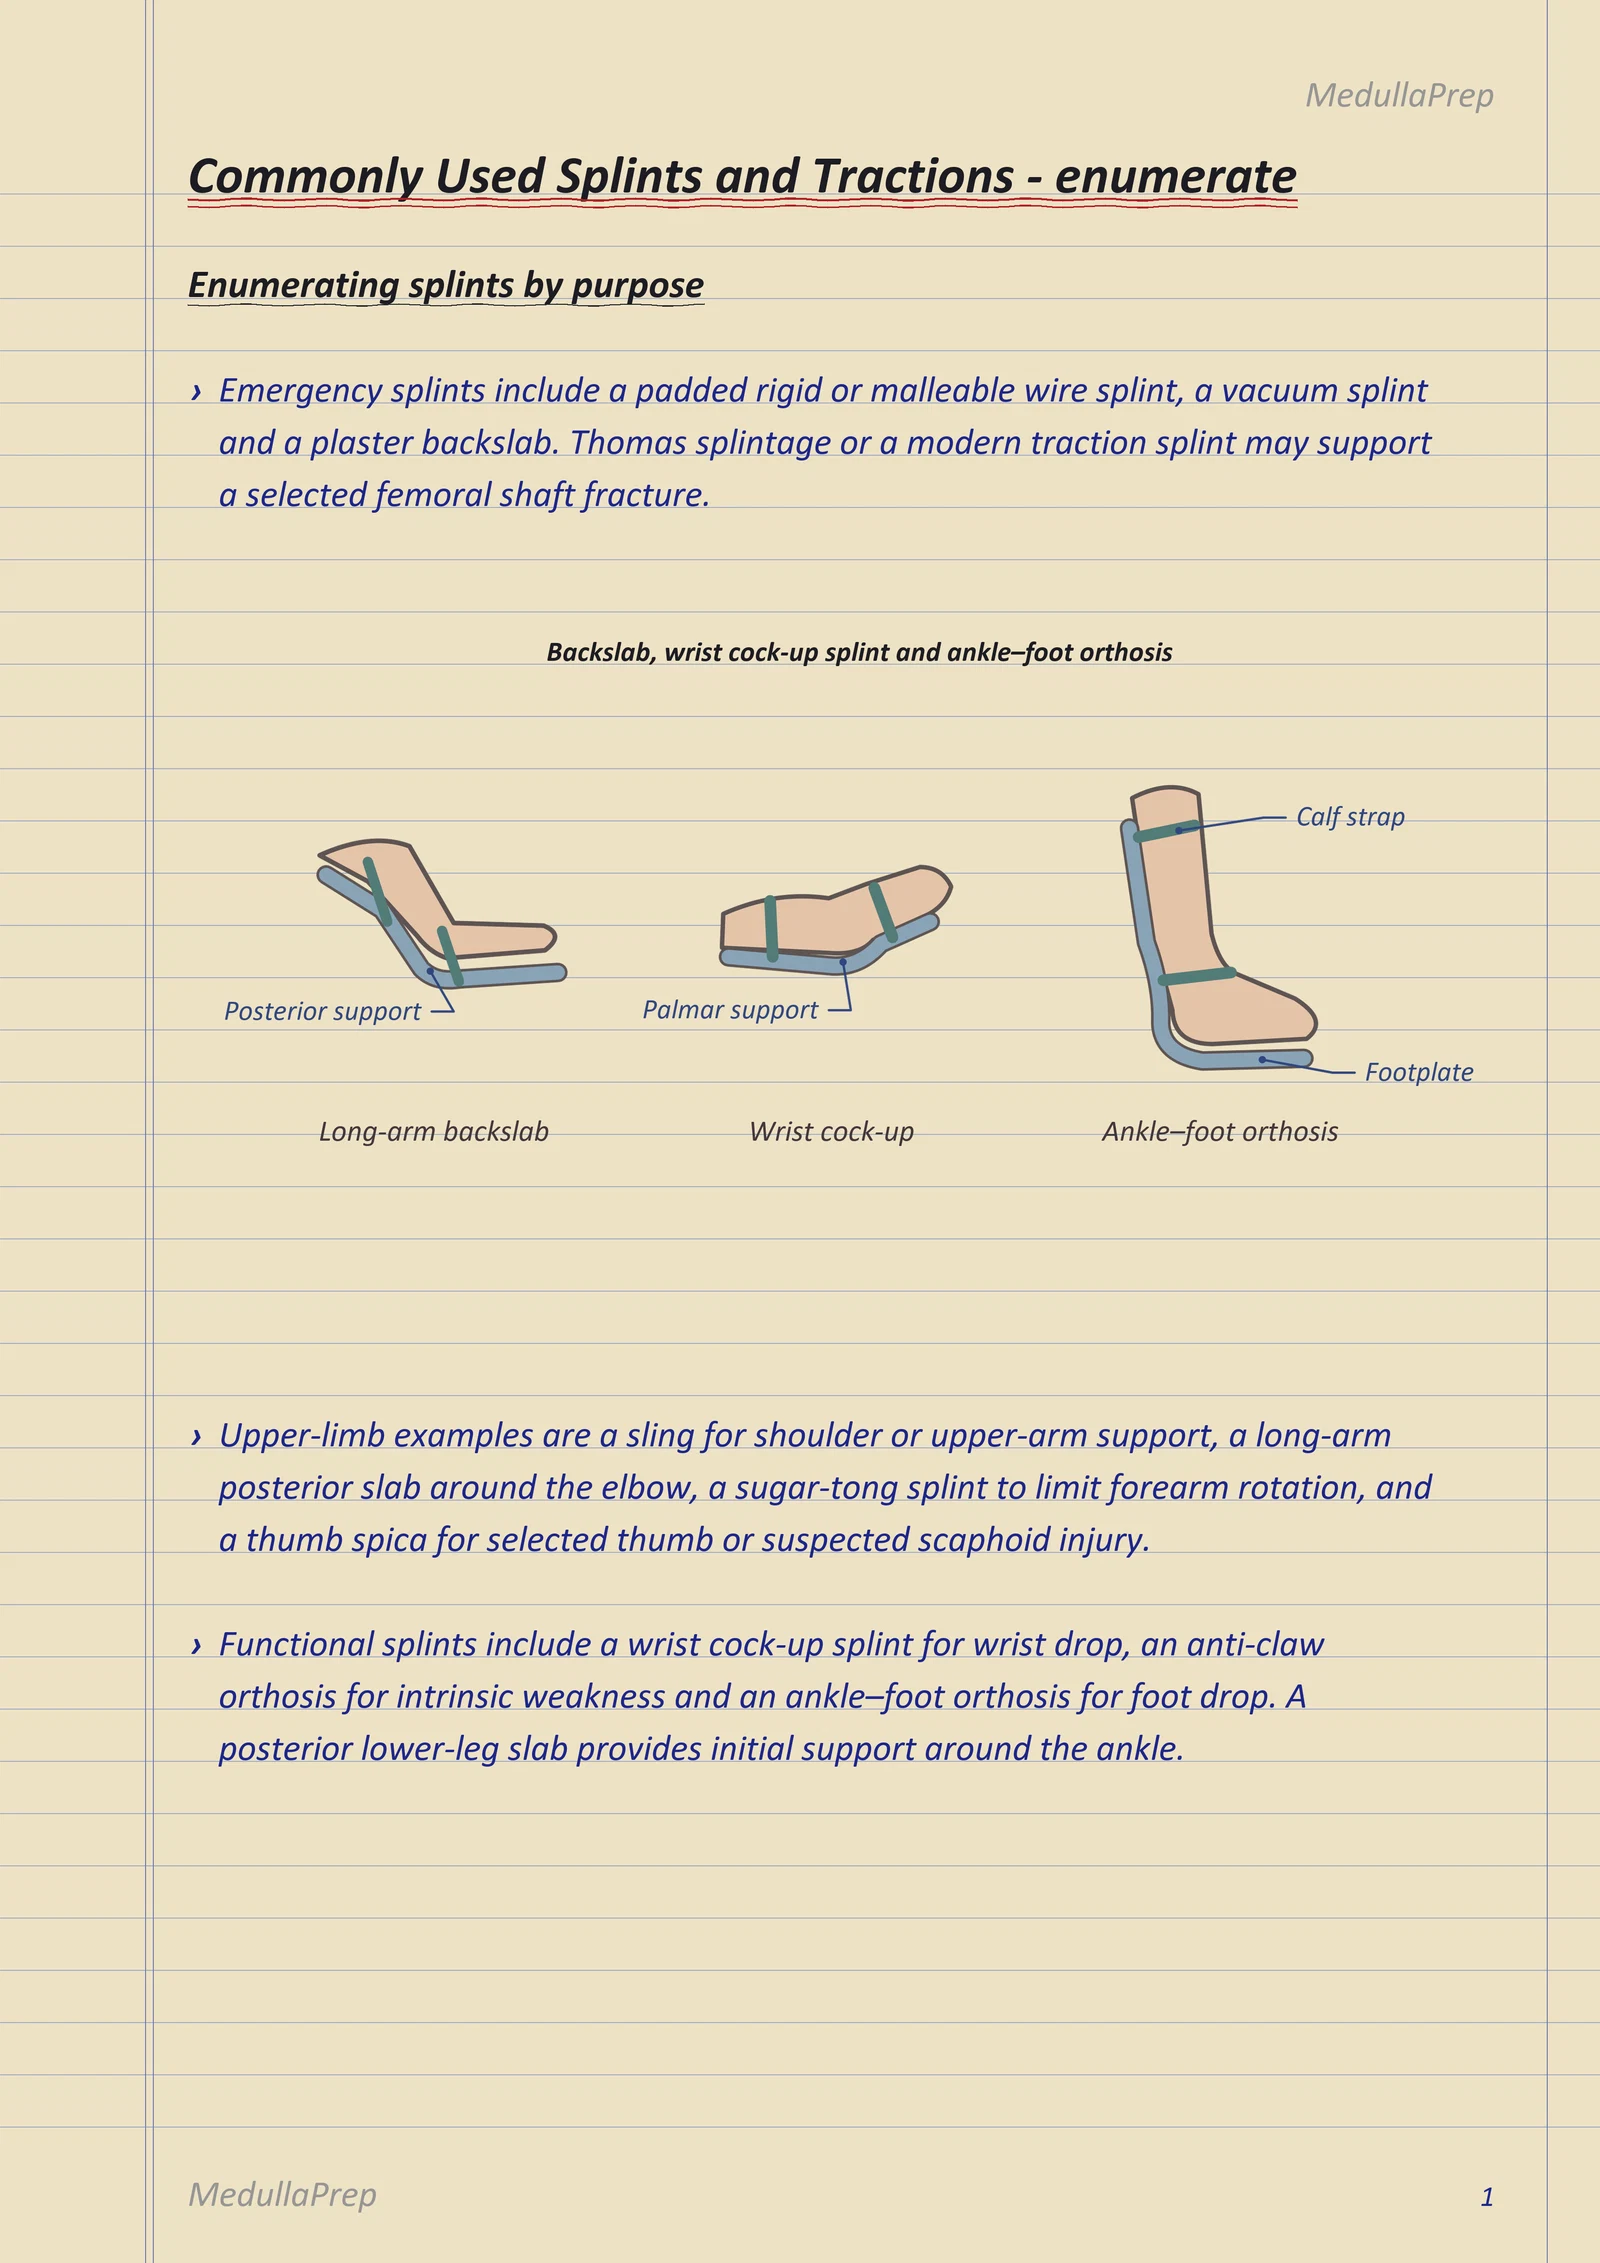 MedullaPrep
Commonly Used Splints and Tractions - enumerate
Enumerating splints by purpose
› Emergency splints include a padded rigid or malleable wire splint, a vacuum splint
and a plaster backslab. Thomas splintage or a modern traction splint may support
a selected femoral shaft fracture.
Backslab, wrist cock-up splint and ankle–foot orthosis
Calf strap
Posterior support
Palmar support
Footplate
Long-arm backslab
Wrist cock-up
Ankle–foot orthosis
› Upper-limb examples are a sling for shoulder or upper-arm support, a long-arm
posterior slab around the elbow, a sugar-tong splint to limit forearm rotation, and
a thumb spica for selected thumb or suspected scaphoid injury.
› Functional splints include a wrist cock-up splint for wrist drop, an anti-claw
orthosis for intrinsic weakness and an ankle–foot orthosis for foot drop. A
posterior lower-leg slab provides initial support around the ankle.
MedullaPrep
1